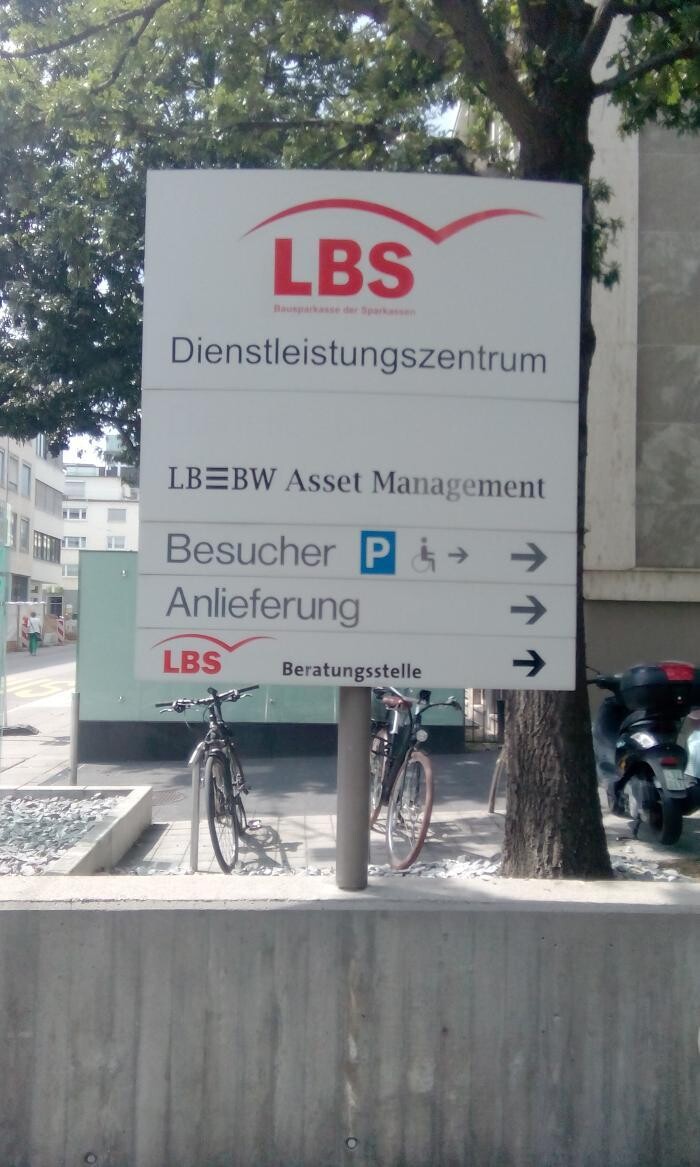 LBS
Bausparkasse der Sparkassen
Dienstleistungszentrum
LB≡BW Asset Management
Besucher P
Anlieferung
LBS Beratungsstelle